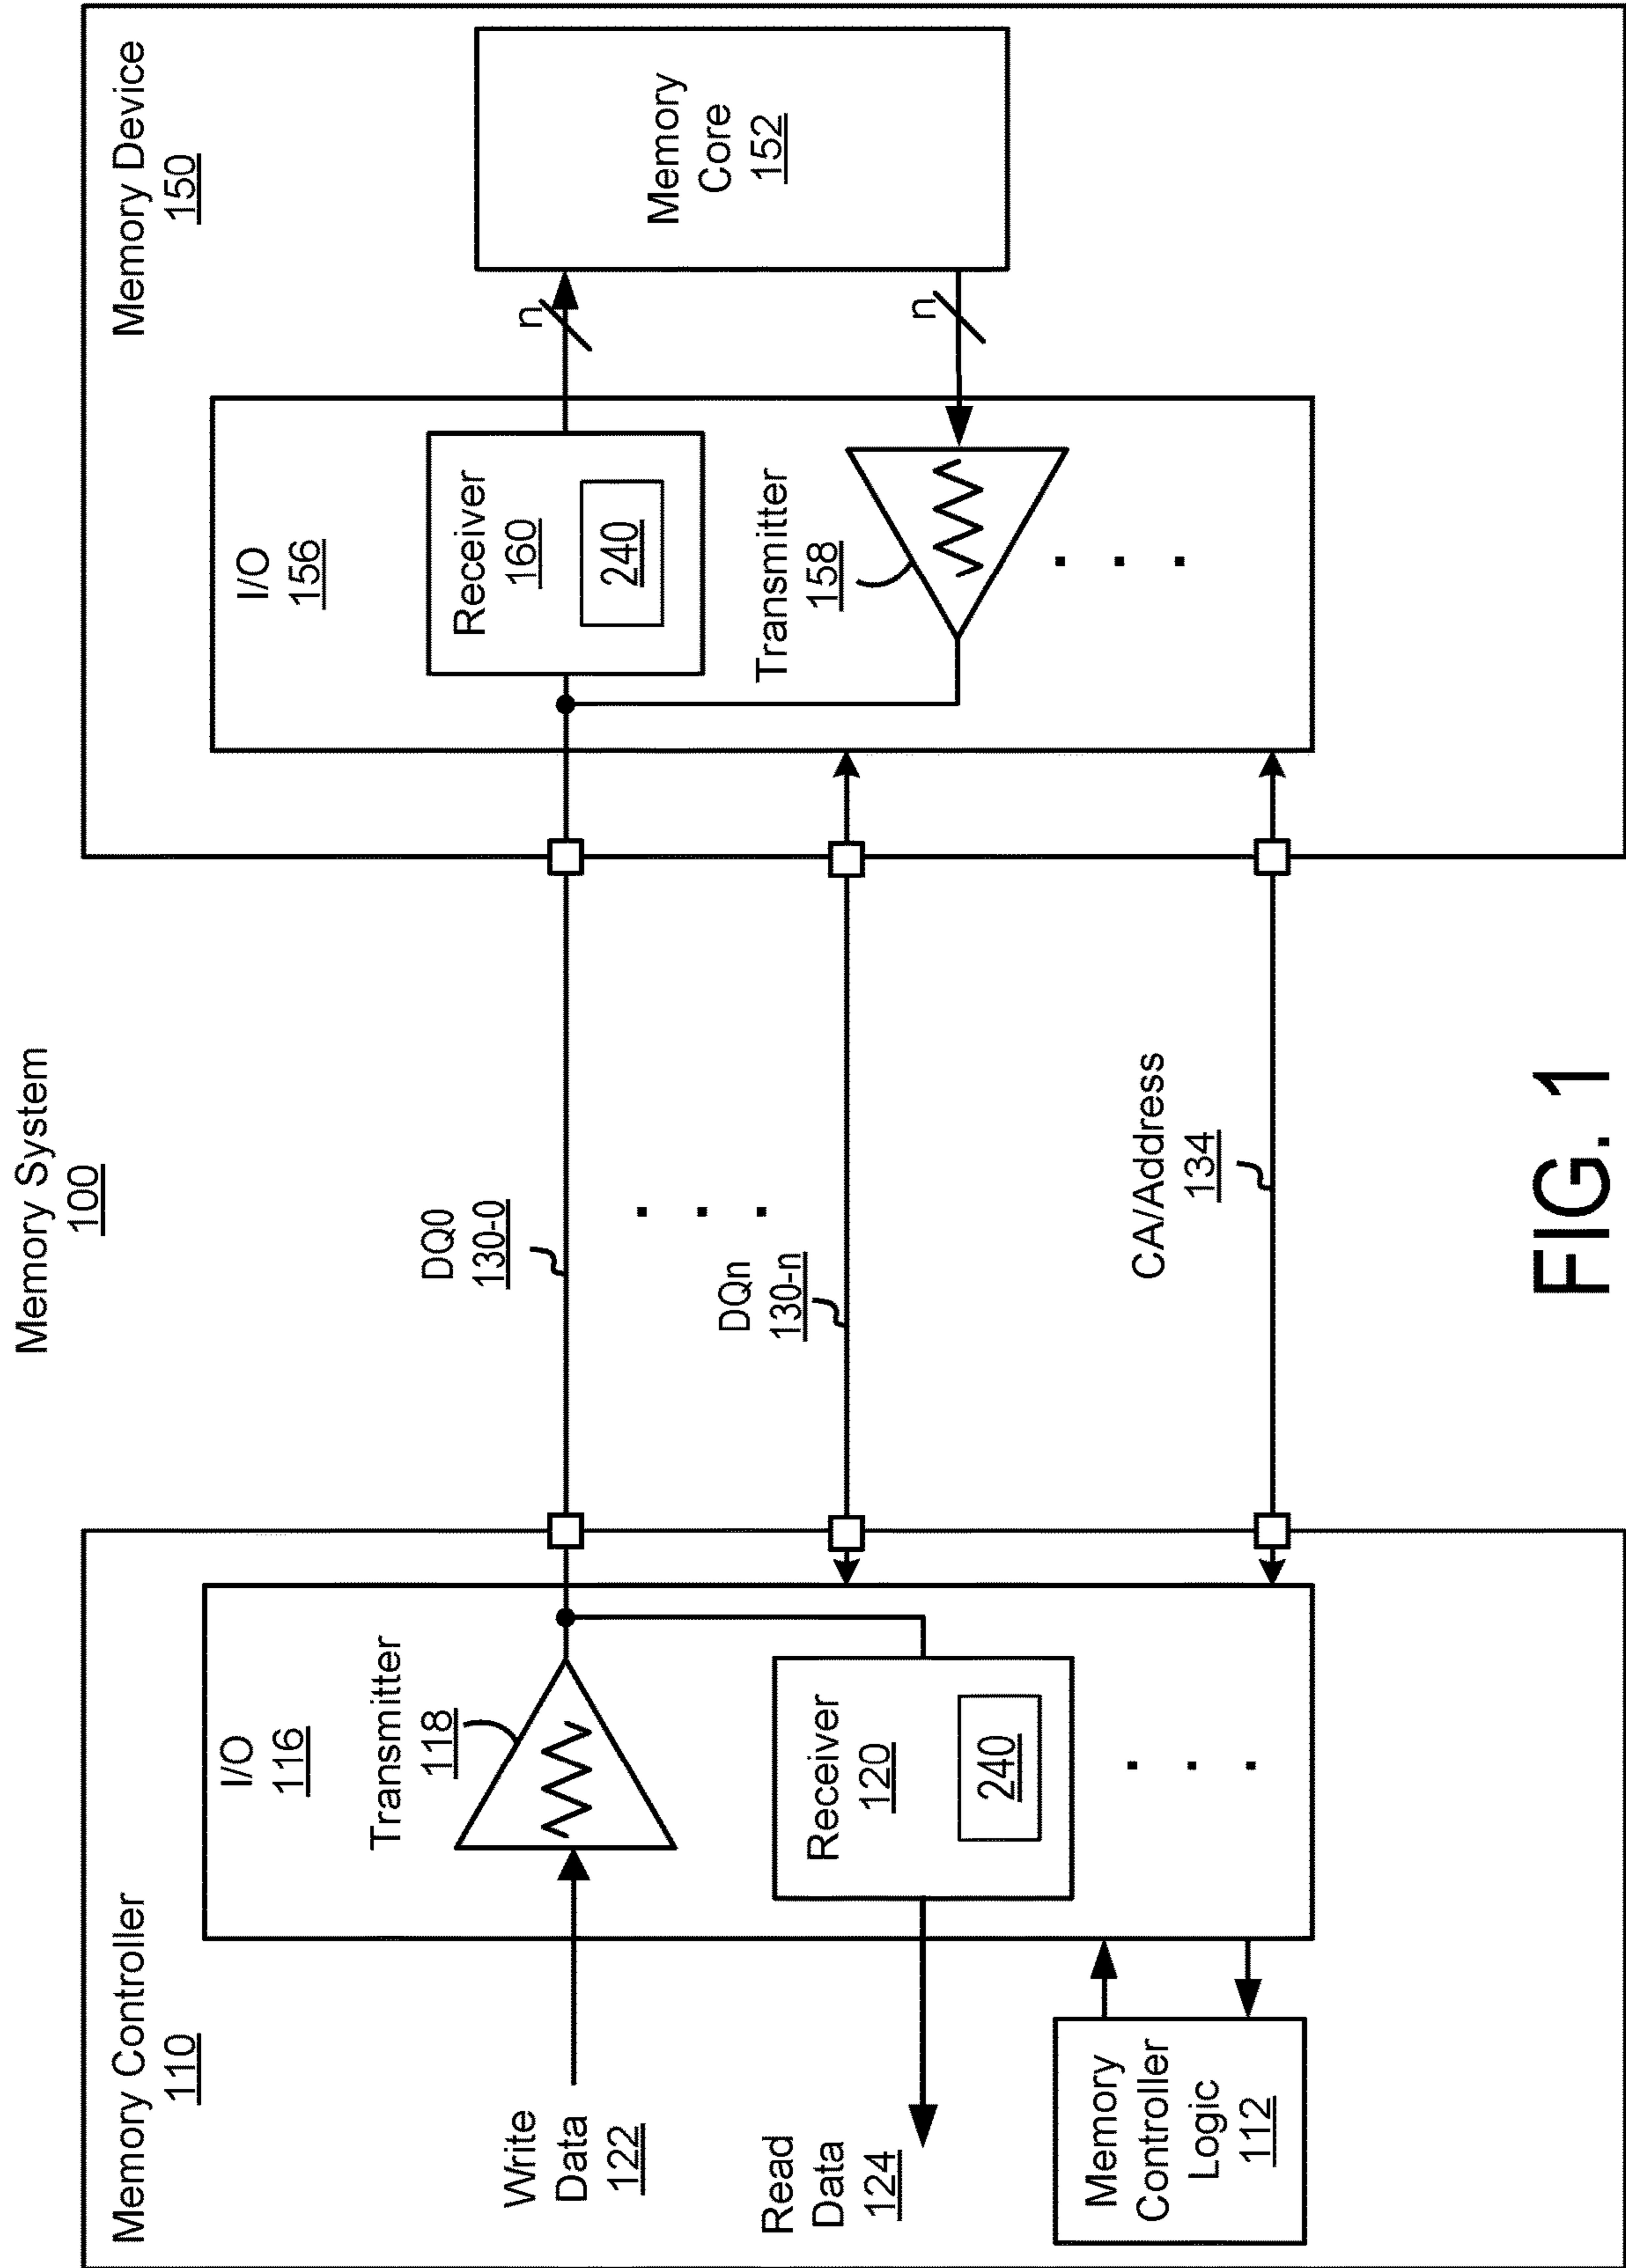 Memory System
100
Memory Controller
110
I/O
116
Transmitter
118
Write
Data
122
Receiver
120
240
Read
Data
124
Memory
Controller
Logic
112
. . .
DQ0
130-0
. . .
DQn
130-n
CA/Address
134
Memory Device
150
I/O
156
Receiver
160
240
Transmitter
158
. . .
n
n
Memory
Core
152
FIG. 1